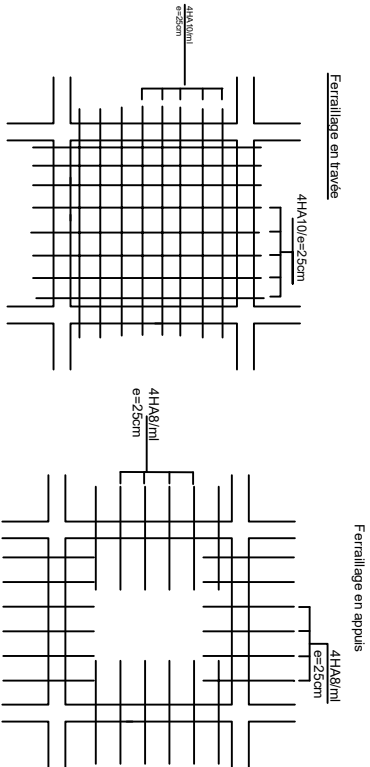 Ferraillage en travée
4HA10/ml
e=25cm
4HA10/e=25cm
Ferraillage en appuis
4HA8/ml
e=25cm
4HA8/ml
e=25cm